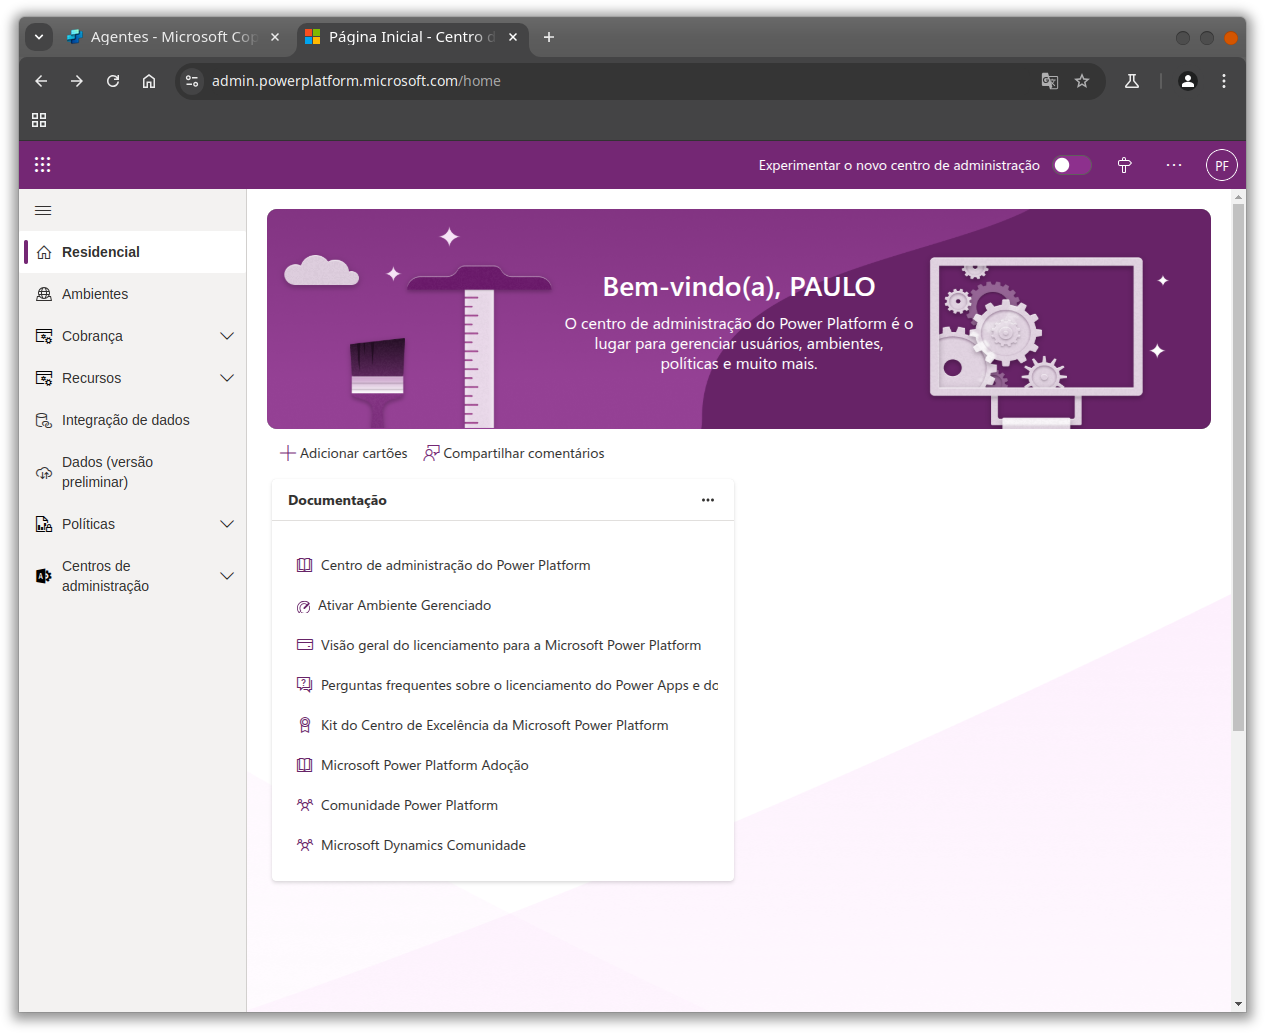 Agentes - Microsoft Cop
Página Inicial - Centro d
admin.powerplatform.microsoft.com/home
Experimentar o novo centro de administração
PF
Residencial
Ambientes
Cobrança
Recursos
Integração de dados
Dados (versão
preliminar)
Políticas
Centros de
administração
Bem-vindo(a), PAULO
O centro de administração do Power Platform é o
lugar para gerenciar usuários, ambientes,
políticas e muito mais.
Adicionar cartões
Compartilhar comentários
Documentação
Centro de administração do Power Platform
Ativar Ambiente Gerenciado
Visão geral do licenciamento para a Microsoft Power Platform
Perguntas frequentes sobre o licenciamento do Power Apps e do
Kit do Centro de Excelência da Microsoft Power Platform
Microsoft Power Platform Adoção
Comunidade Power Platform
Microsoft Dynamics Comunidade